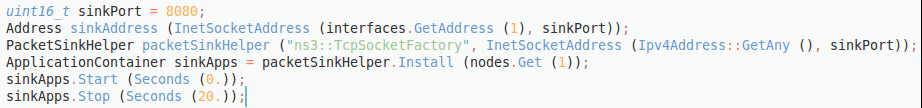 uint16_t sinkPort = 8080;
Address sinkAddress (InetSocketAddress (interfaces.GetAddress (1), sinkPort));
PacketSinkHelper packetSinkHelper ("ns3::TcpSocketFactory", InetSocketAddress (Ipv4Address::GetAny (), sinkPort));
ApplicationContainer sinkApps = packetSinkHelper.Install (nodes.Get (1));
sinkApps.Start (Seconds (0.));
sinkApps.Stop (Seconds (20.));